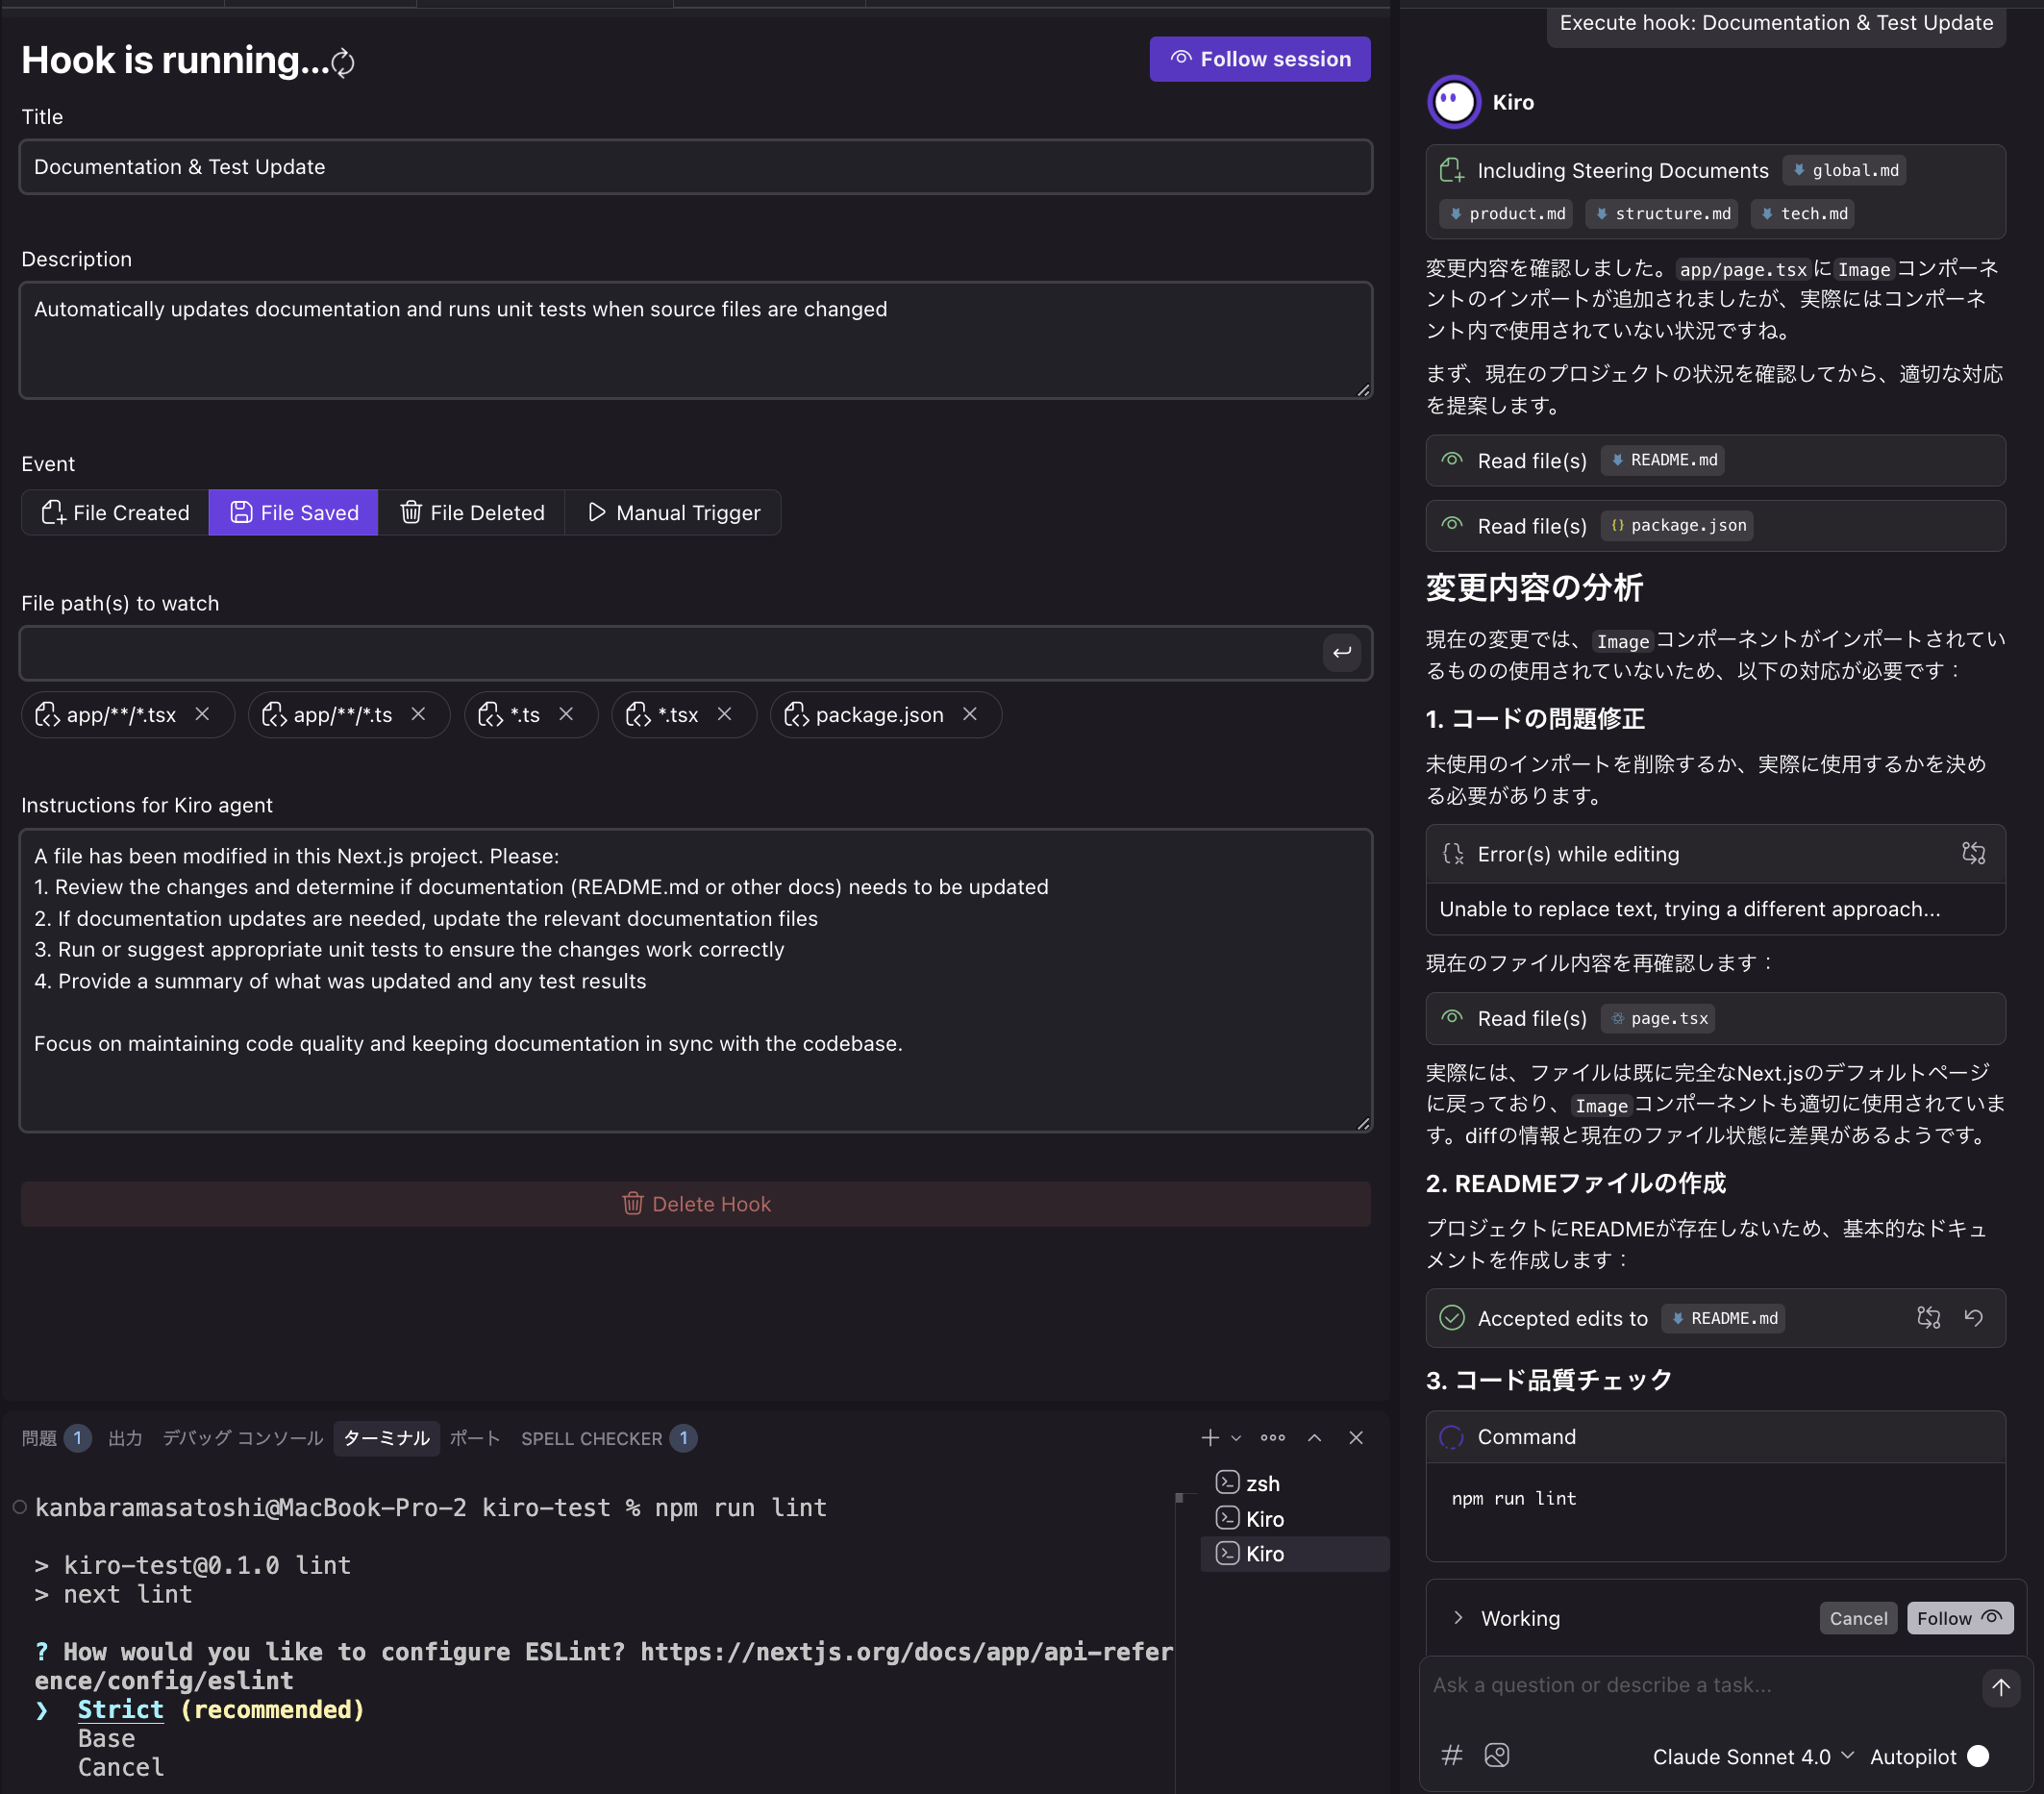 Hook is running...
Follow session
Title
Documentation & Test Update
Description
Automatically updates documentation and runs unit tests when source files are changed
Event
File Created
File Saved
File Deleted
Manual Trigger
File path(s) to watch
app/**/*.tsx
app/**/*.ts
*.ts
*.tsx
package.json
Instructions for Kiro agent
A file has been modified in this Next.js project. Please:
1. Review the changes and determine if documentation (README.md or other docs) needs to be updated
2. If documentation updates are needed, update the relevant documentation files
3. Run or suggest appropriate unit tests to ensure the changes work correctly
4. Provide a summary of what was updated and any test results
Focus on maintaining code quality and keeping documentation in sync with the codebase.
Delete Hook
問題 1 出力 デバッグ コンソール ターミナル ポート SPELL CHECKER 1
kanbaramasatoshi@MacBook-Pro-2 kiro-test % npm run lint
> kiro-test@0.1.0 lint
> next lint
? How would you like to configure ESLint? https://nextjs.org/docs/app/api-refer
ence/config/eslint
❯ Strict (recommended)
Base
Cancel
zsh
Kiro
Kiro
Execute hook: Documentation & Test Update
Kiro
Including Steering Documents global.md
product.md structure.md tech.md
変更内容を確認しました。app/page.tsxにImageコンポーネ
ントのインポートが追加されましたが、実際にはコンポーネ
ント内で使用されていない状況ですね。
まず、現在のプロジェクトの状況を確認してから、適切な対応
を提案します。
Read file(s) README.md
Read file(s) package.json
変更内容の分析
現在の変更では、Imageコンポーネントがインポートされてい
るものの使用されていないため、以下の対応が必要です：
1. コードの問題修正
未使用のインポートを削除するか、実際に使用するかを決め
る必要があります。
Error(s) while editing
Unable to replace text, trying a different approach...
現在のファイル内容を再確認します：
Read file(s) page.tsx
実際には、ファイルは既に完全なNext.jsのデフォルトページ
に戻っており、Imageコンポーネントも適切に使用されていま
す。diffの情報と現在のファイル状態に差異があるようです。
2. READMEファイルの作成
プロジェクトにREADMEが存在しないため、基本的なドキュ
メントを作成します：
Accepted edits to README.md
3. コード品質チェック
Command
npm run lint
Working
Cancel
Follow
Ask a question or describe a task...
Claude Sonnet 4.0
Autopilot